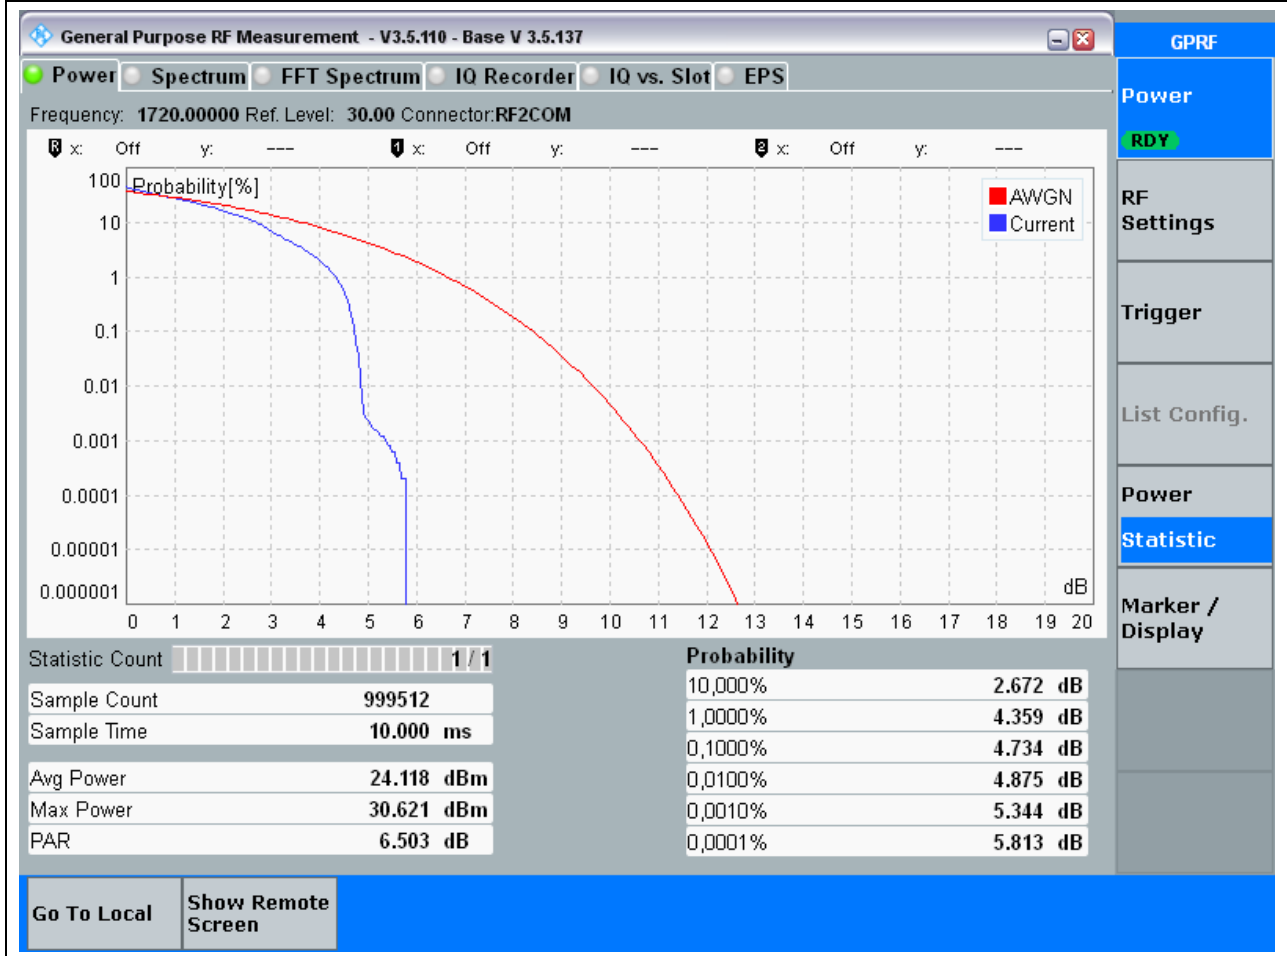 General Purpose RF Measurement - V3.5.110 - Base V 3.5.137
GPRF
Power Spectrum FFT Spectrum IQ Recorder IQ vs. Slot EPS
Frequency: 1720.00000 Ref. Level: 30.00 Connector:RF2COM
R x: Off y: --- 1 x: Off y: --- 2 x: Off y: ---
Probability[%]
100
10
1
0.1
0.01
0.001
0.0001
0.00001
0.000001
AWGN
Current
dB
0 1 2 3 4 5 6 7 8 9 10 11 12 13 14 15 16 17 18 19 20
Statistic Count 1 / 1
Sample Count 999512
Sample Time 10.000 ms
Avg Power 24.118 dBm
Max Power 30.621 dBm
PAR 6.503 dB
Probability
10,000% 2.672 dB
1,0000% 4.359 dB
0,1000% 4.734 dB
0,0100% 4.875 dB
0,0010% 5.344 dB
0,0001% 5.813 dB
Power
RDY
RF
Settings
Trigger
List Config.
Power
Statistic
Marker /
Display
Go To Local
Show Remote
Screen